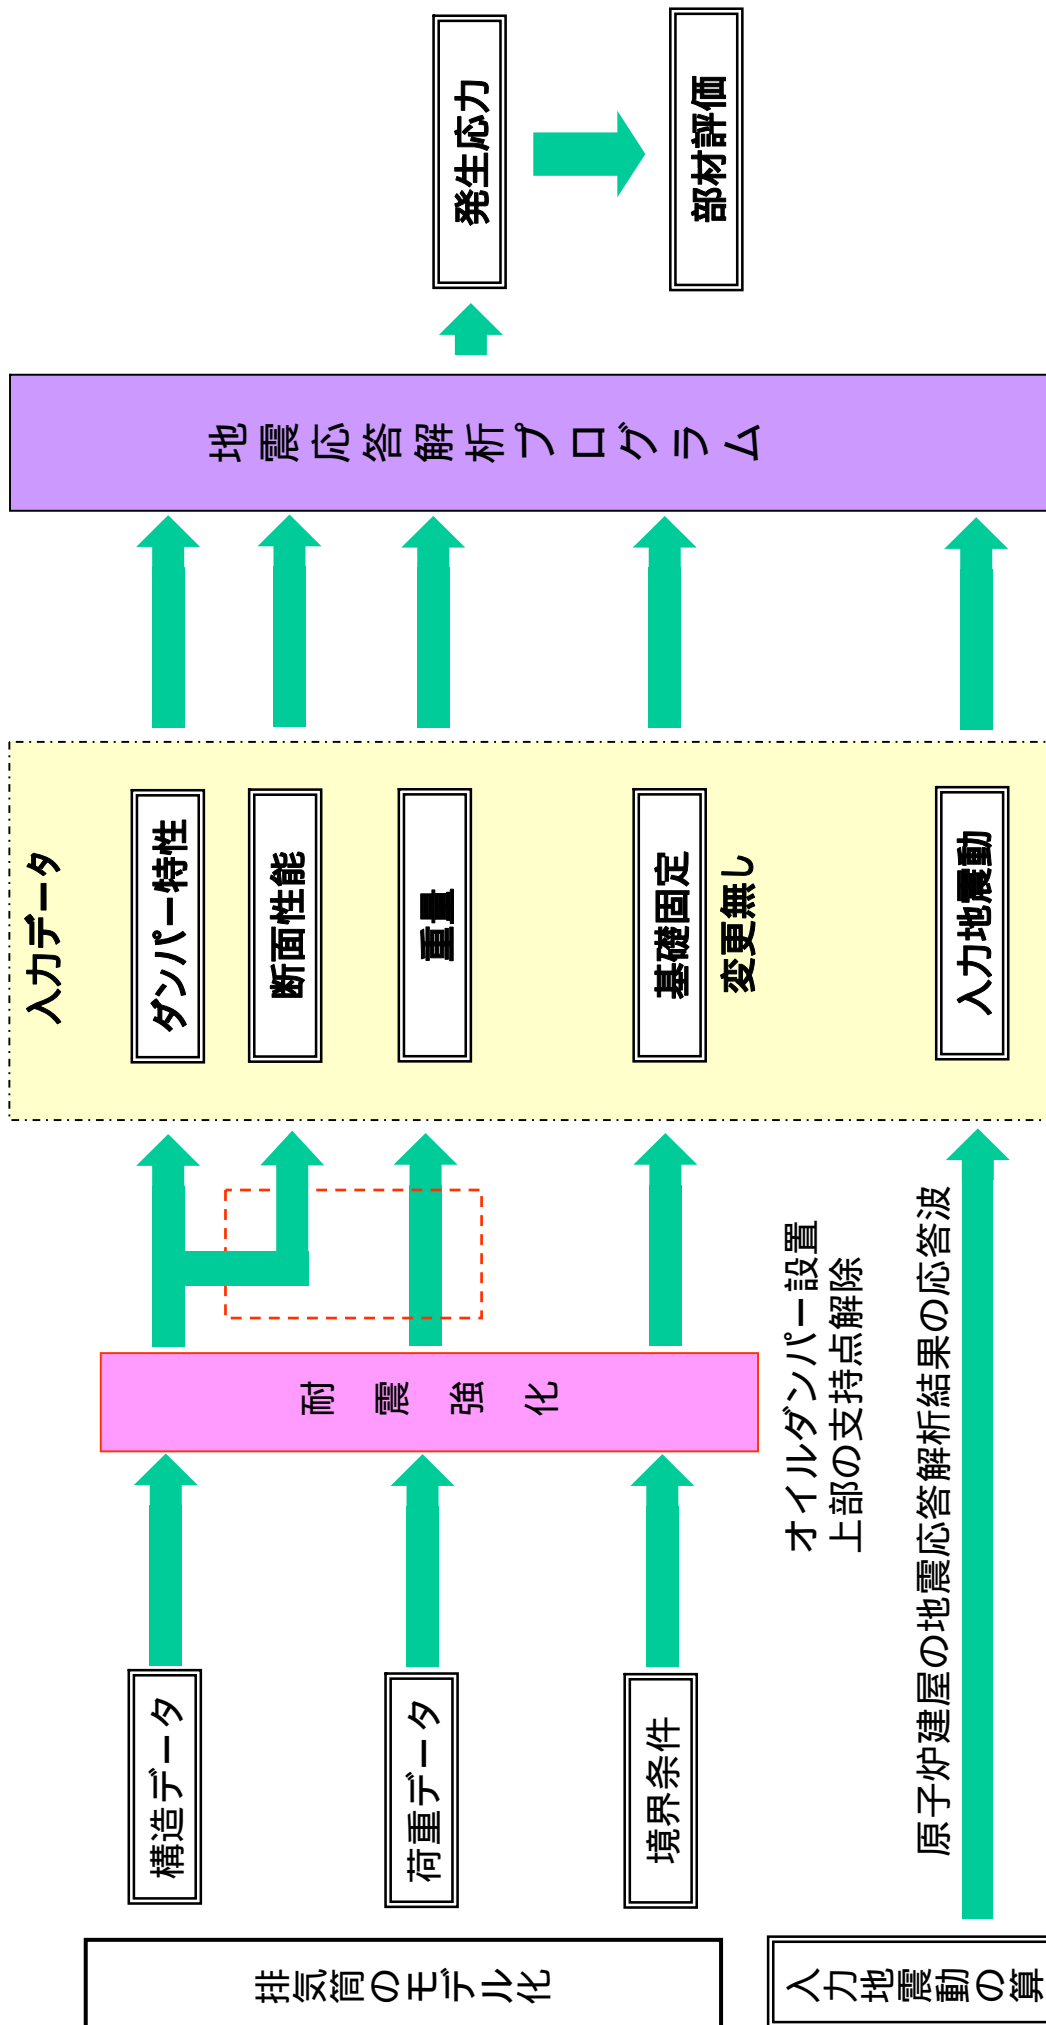 排気筒のモデル化
構造データ
荷重データ
境界条件
耐震強化
オイルダンパー設置
上部の支持点解除
入力データ
ダンパー特性
断面性能
重量
基礎固定
変更無し
入力地震動
地震応答解析プログラム
発生応力
部材評価
入力地震動の算
原子炉建屋の地震応答解析結果の応答波